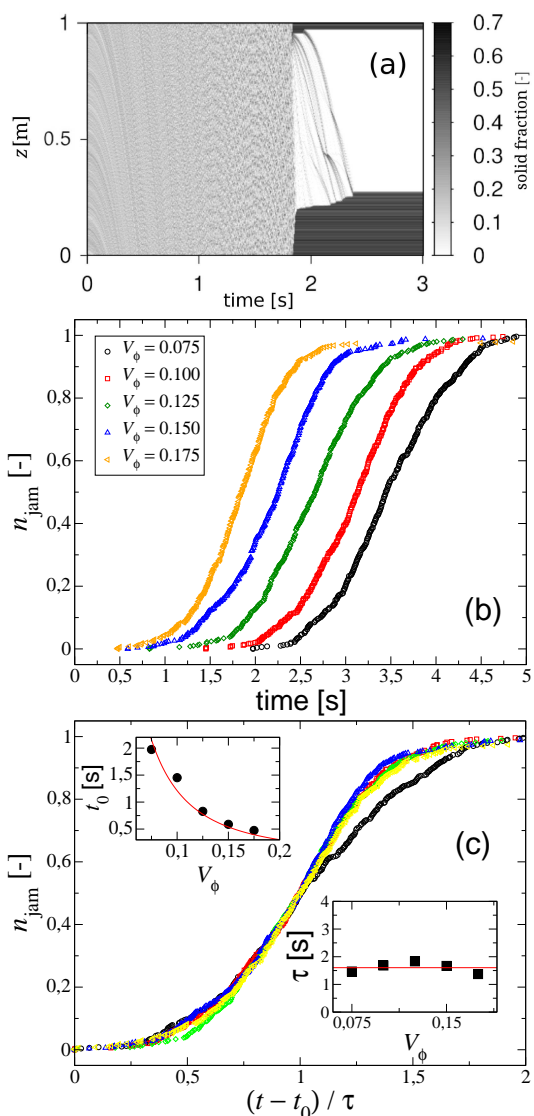 1
0.5
0
z[m]
(a)
0
1
2
3
time [s]
0.7
0.6
0.5
0.4
0.3
0.2
0.1
0
solid fraction [-]
1
0,8
0,6
0,4
0,2
0
n_jam [-]
V_ϕ = 0.075
V_ϕ = 0.100
V_ϕ = 0.125
V_ϕ = 0.150
V_ϕ = 0.175
(b)
0 0,5 1 1,5 2 2,5 3 3,5 4 4,5 5
time [s]
1
0,8
0,6
0,4
0,2
0
n_jam [-]
2
1,5
1
0,5
t_0 [s]
0,1 0,15 0,2
V_ϕ
(c)
4
3
2
1
0
τ [s]
0.075 0.15
V_ϕ
0 0,5 1 1,5 2
(t − t_0) / τ